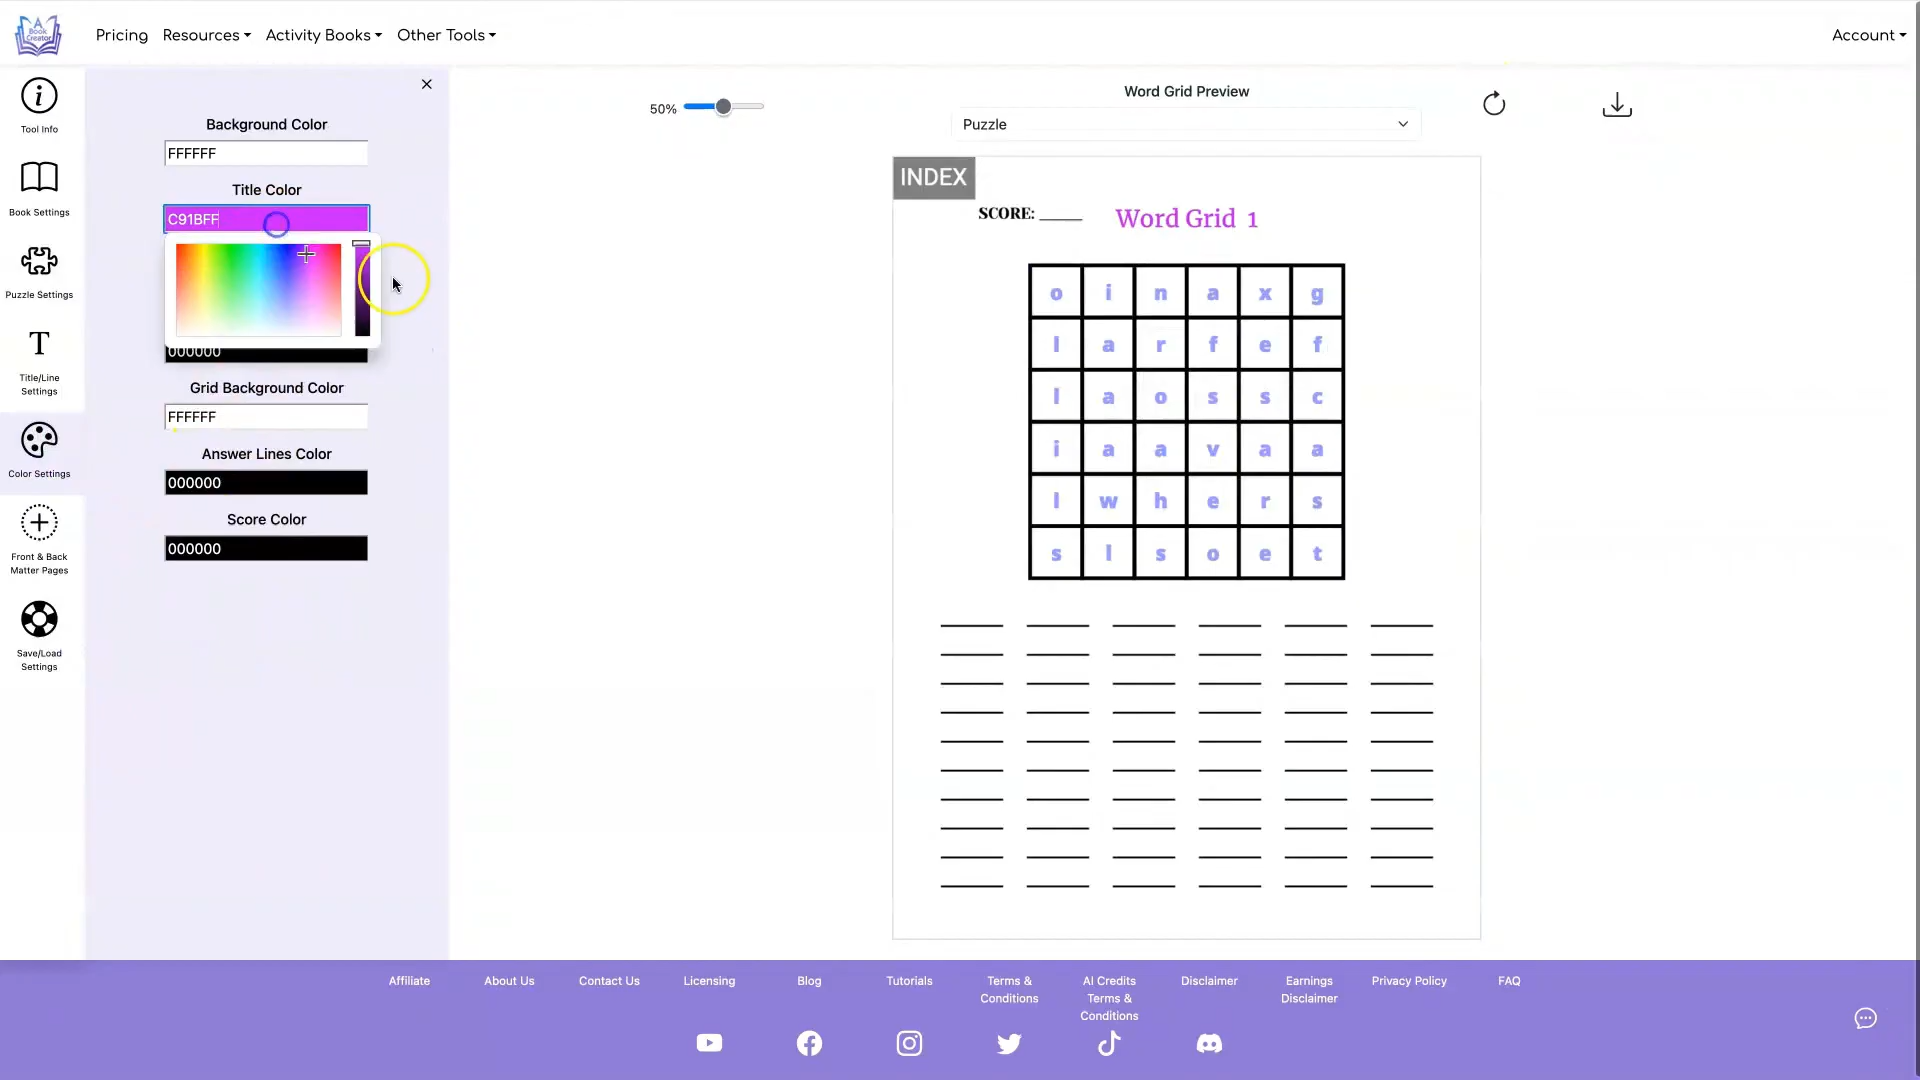 A
Book
Creator
Pricing
Resources
Activity Books
Other Tools
Account
Tool Info
Book Settings
Puzzle Settings
T
Title/Line
Settings
Color Settings
Front & Back
Matter Pages
Save/Load
Settings
Background Color
FFFFFF
Title Color
C91BFF
000000
Grid Background Color
FFFFFF
Answer Lines Color
000000
Score Color
000000
50%
Word Grid Preview
Puzzle
INDEX
SCORE: _____ Word Grid 1
o i n a x g
l a r f e f
l a o s s c
i a a v a a
l w h e r s
s l s o e t
Affiliate
About Us
Contact Us
Licensing
Blog
Tutorials
Terms &
Conditions
AI Credits
Terms &
Conditions
Disclaimer
Earnings
Disclaimer
Privacy Policy
FAQ